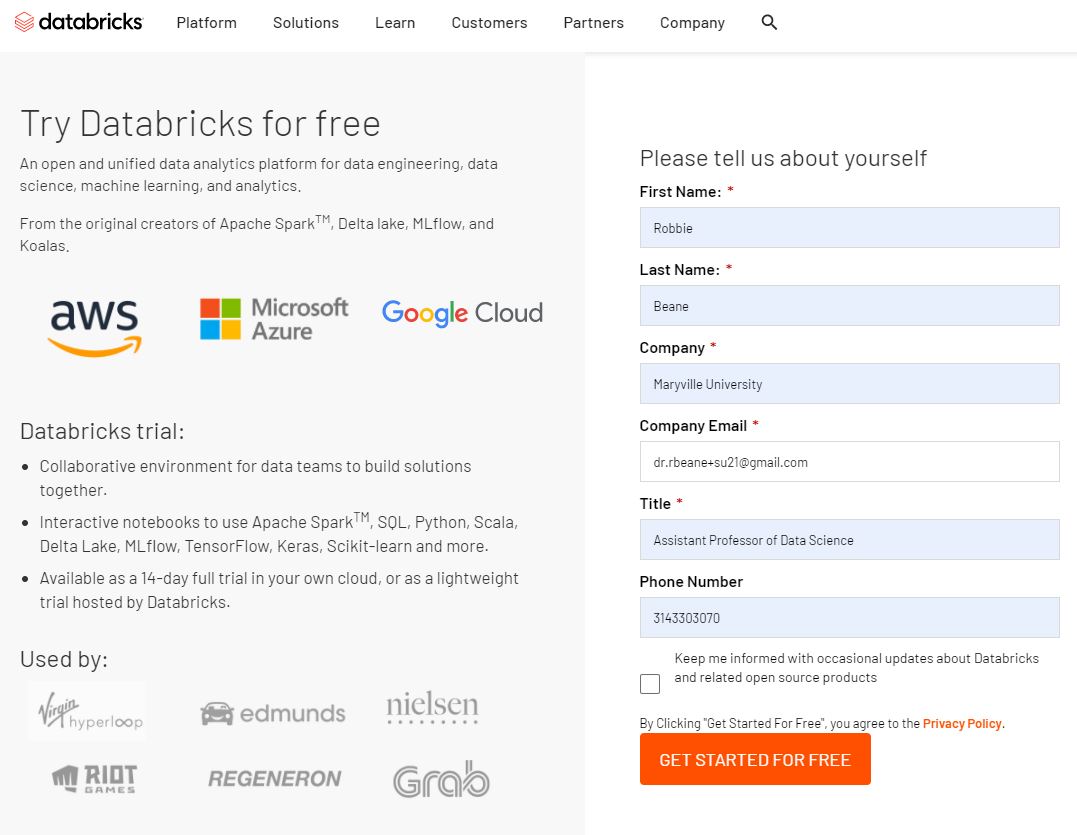 databricks Platform Solutions Learn Customers Partners Company
Try Databricks for free
An open and unified data analytics platform for data engineering, data
science, machine learning, and analytics.
From the original creators of Apache Spark™, Delta lake, MLflow, and
Koalas.
aws
Microsoft
Azure
Google Cloud
Databricks trial:
• Collaborative environment for data teams to build solutions
together.
• Interactive notebooks to use Apache Spark™, SQL, Python, Scala,
Delta Lake, MLflow, TensorFlow, Keras, Scikit-learn and more.
• Available as a 14-day full trial in your own cloud, or as a lightweight
trial hosted by Databricks.
Used by:
Virgin
hyperloop
edmunds
nielsen
RIOT
GAMES
REGENERON
Grab
Please tell us about yourself
First Name: *
Robbie
Last Name: *
Beane
Company *
Maryville University
Company Email *
dr.rbeane+su21@gmail.com
Title *
Assistant Professor of Data Science
Phone Number
3143303070
Keep me informed with occasional updates about Databricks
and related open source products
By Clicking "Get Started For Free", you agree to the Privacy Policy.
GET STARTED FOR FREE